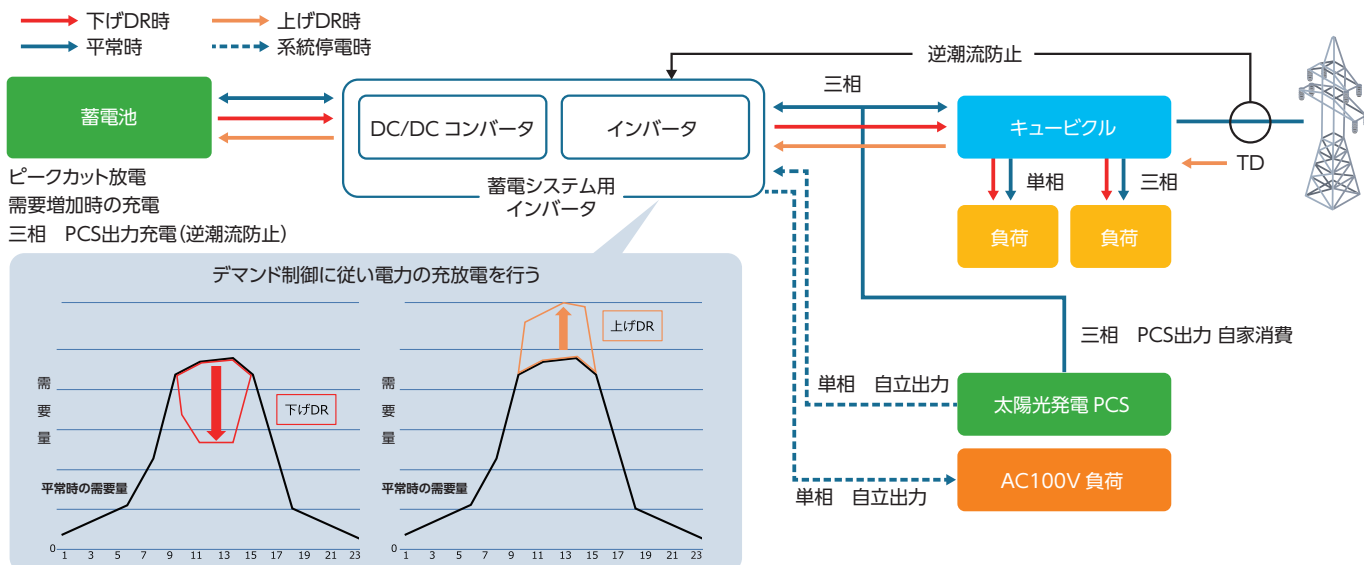 下げDR時
上げDR時
平常時
系統停電時
逆潮流防止
蓄電池
DC/DC コンバータ
インバータ
蓄電システム用
インバータ
三相
キュービクル
TD
単相
三相
負荷
負荷
ピークカット放電
需要増加時の充電
三相 PCS出力充電(逆潮流防止)
デマンド制御に従い電力の充放電を行う
需要量
下げDR
平常時の需要量
0
1 3 5 7 9 11 13 15 17 19 21 23
需要量
上げDR
平常時の需要量
0
1 3 5 7 9 11 13 15 17 19 21 23
三相 PCS出力 自家消費
単相 自立出力
太陽光発電 PCS
単相 自立出力
AC100V 負荷